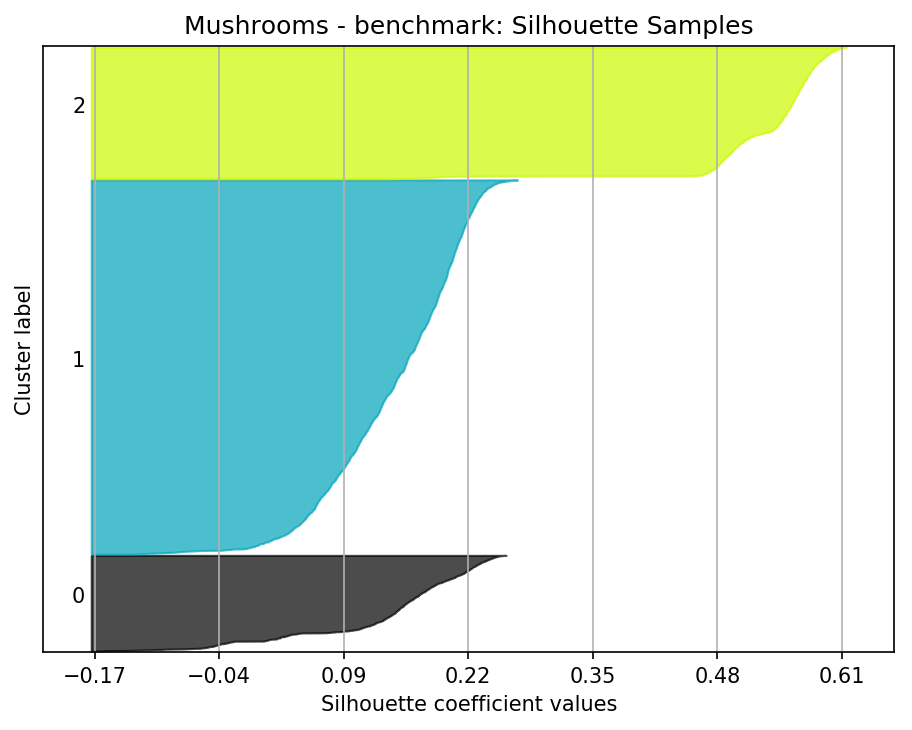 Mushrooms - benchmark: Silhouette Samples
2
1
0
Cluster label
−0.17 −0.04 0.09 0.22 0.35 0.48 0.61
Silhouette coefficient values